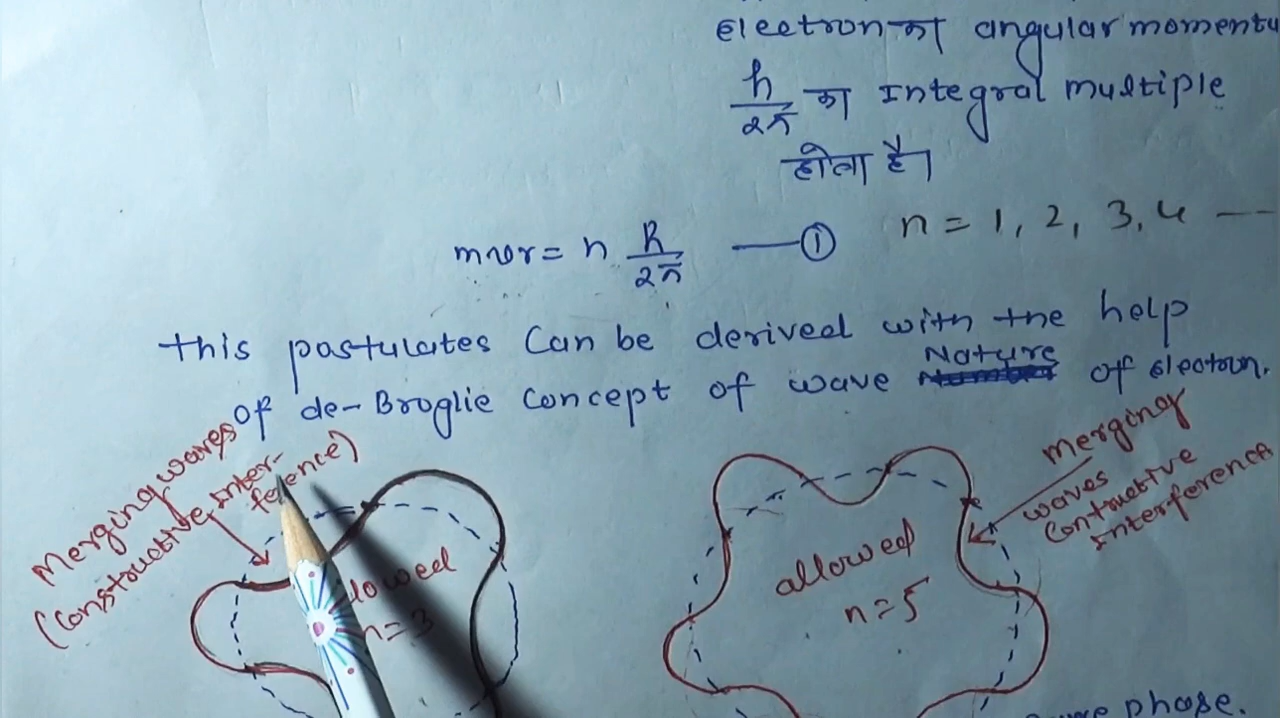 electron का angular momentu
h/2π का Integral multiple
होता है।
mvr = n h/2π —— ①
n = 1, 2, 3, 4 ---
This postulates Can be derived with the help
of de-Broglie concept of wave Nature of electron.
Merging waves
(Constructive inter-
ference)
lowed
n=3
allowed
n=5
Merging
waves
Contructive
interference
phase.